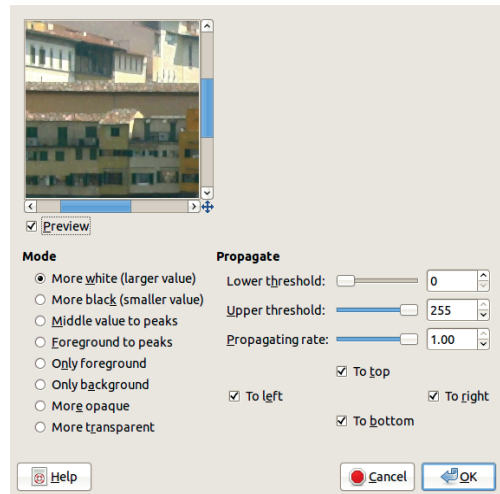 Preview
Mode
More white (larger value)
More black (smaller value)
Middle value to peaks
Foreground to peaks
Only foreground
Only background
More opaque
More transparent
Propagate
Lower threshold: 0
Upper threshold: 255
Propagating rate: 1.00
To top
To left To right
To bottom
Help Cancel OK